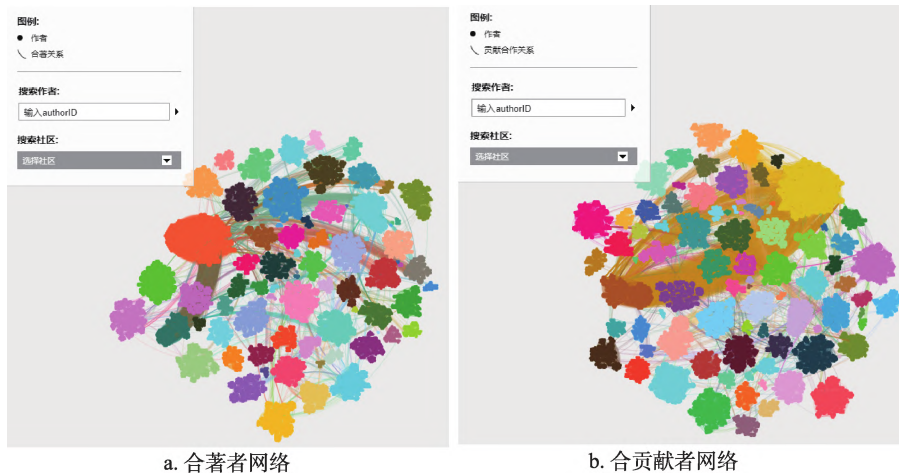 图例:
作者
合著关系
搜索作者:
输入authorID
搜索社区:
选择社区
a. 合著者网络
图例:
作者
贡献合作关系
搜索作者:
输入authorID
搜索社区:
选择社区
b. 合贡献者网络